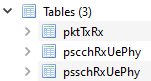 Tables (3)
pktTxRx
pscchRxUePhy
psschRxUePhy